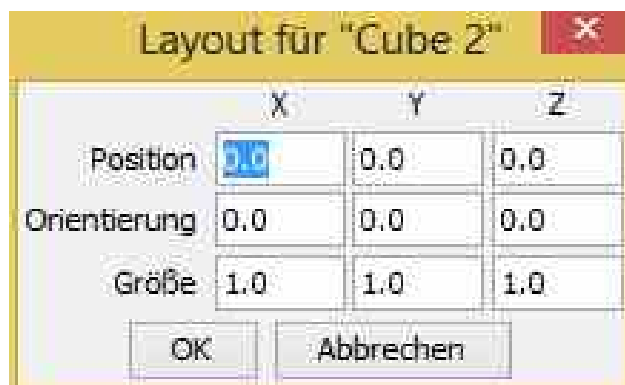 Layout für "Cube 2"
X Y Z
Position 0.0 0.0 0.0
Orientierung 0.0 0.0 0.0
Größe 1.0 1.0 1.0
OK Abbrechen